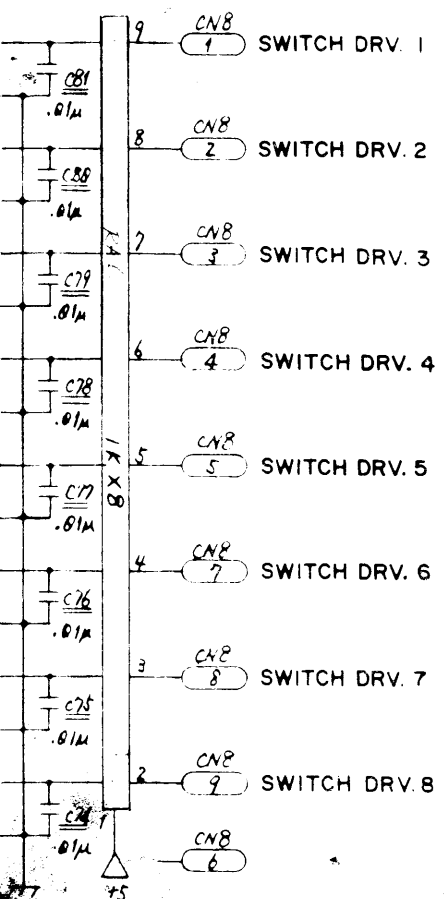 9 CN8 1 SWITCH DRV. 1
C81 .01µ
8 CN8 2 SWITCH DRV. 2
C80 .01µ
7 CN8 3 SWITCH DRV. 3
C79 .01µ
6 CN8 4 SWITCH DRV. 4
C78 .01µ
1K X8
5 CN8 5 SWITCH DRV. 5
C77 .01µ
4 CN8 7 SWITCH DRV. 6
C76 .01µ
3 CN8 8 SWITCH DRV. 7
C75 .01µ
2 CN8 9 SWITCH DRV. 8
C74 .01µ
1
CN8 6
+5